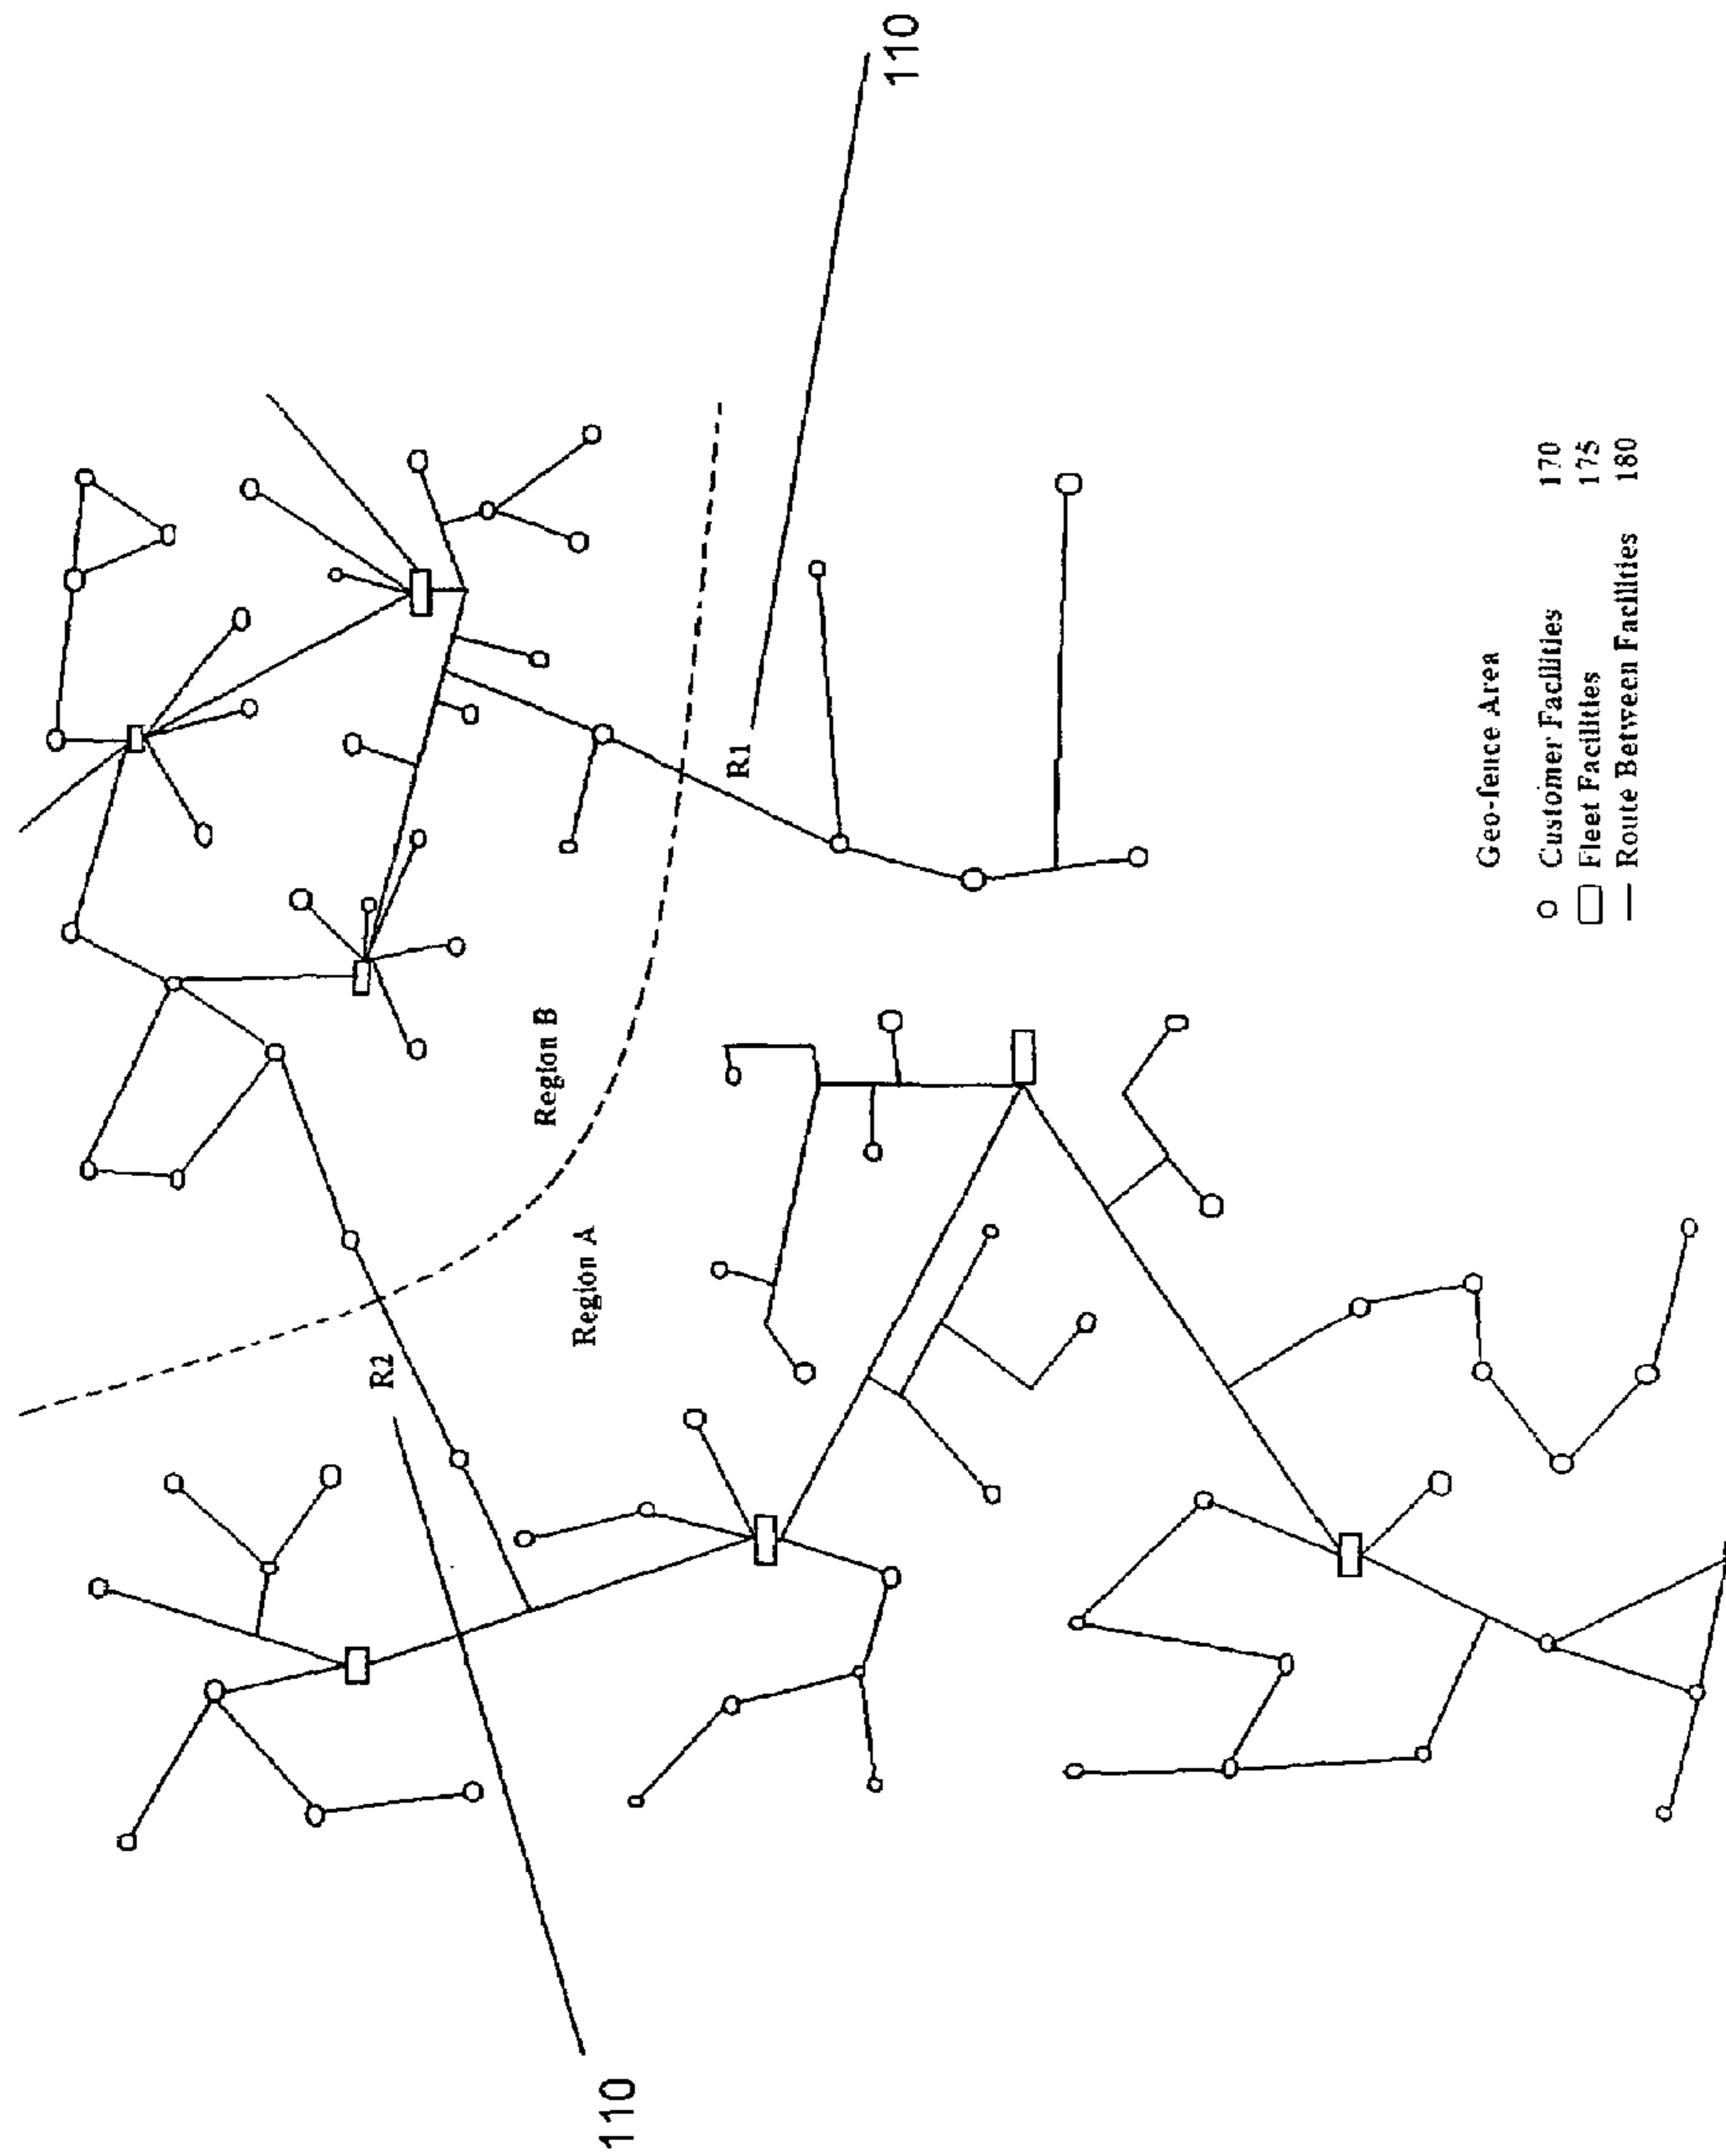 110
R2
Region A
Region B
R1
110
Geo-fence Area
Customer Facilities 170
Fleet Facilities 175
Route Between Facilities 180